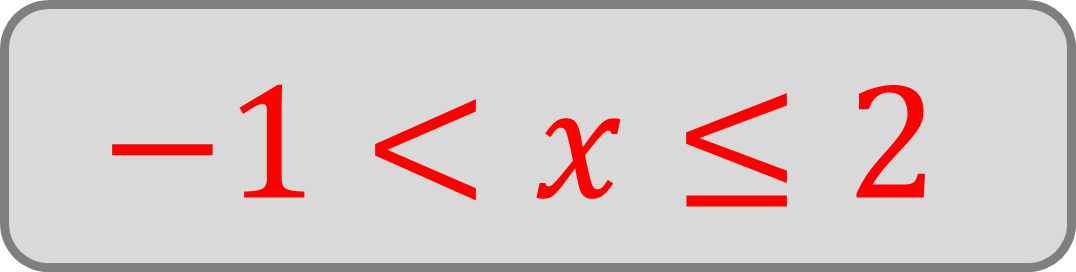 −1 < 𝑥 ≤ 2